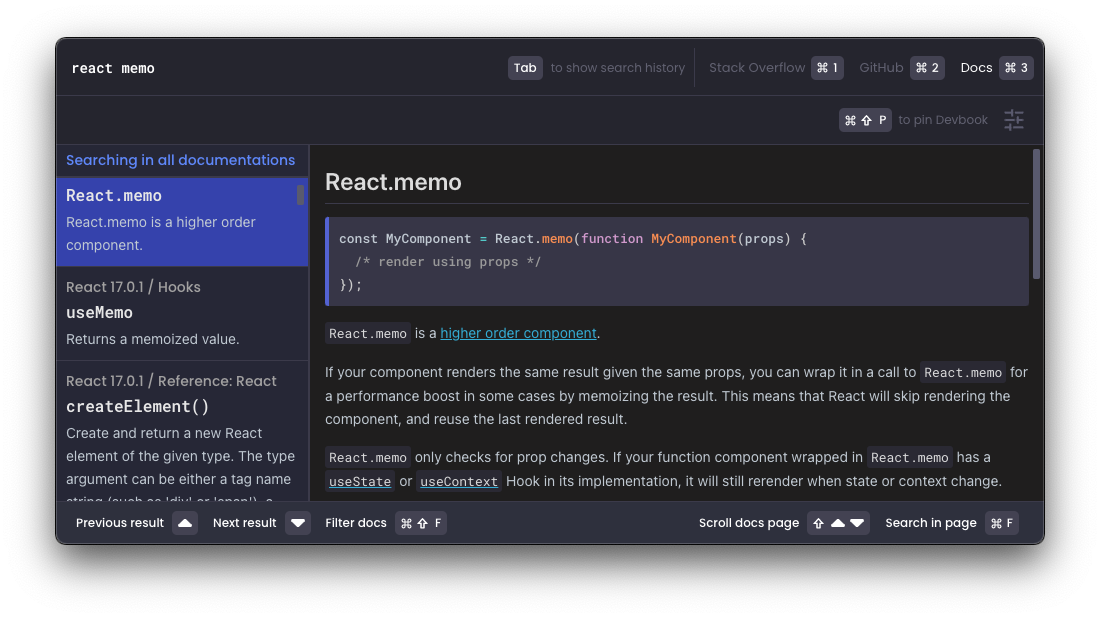 react memo
Tab to show search history
Stack Overflow ⌘ 1 GitHub ⌘ 2 Docs ⌘ 3
⌘ ⇧ P to pin Devbook
Searching in all documentations
React.memo
React.memo is a higher order
component.
React 17.0.1 / Hooks
useMemo
Returns a memoized value.
React 17.0.1 / Reference: React
createElement()
Create and return a new React
element of the given type. The type
argument can be either a tag name
string (such as 'div' or 'span'), a
React.memo
const MyComponent = React.memo(function MyComponent(props) {
  /* render using props */
});
React.memo is a higher order component.
If your component renders the same result given the same props, you can wrap it in a call to React.memo for
a performance boost in some cases by memoizing the result. This means that React will skip rendering the
component, and reuse the last rendered result.
React.memo only checks for prop changes. If your function component wrapped in React.memo has a
useState or useContext Hook in its implementation, it will still rerender when state or context change.
Previous result ▲ Next result ▼ Filter docs ⌘ ⇧ F
Scroll docs page ⇧ ▲ ▼ Search in page ⌘ F